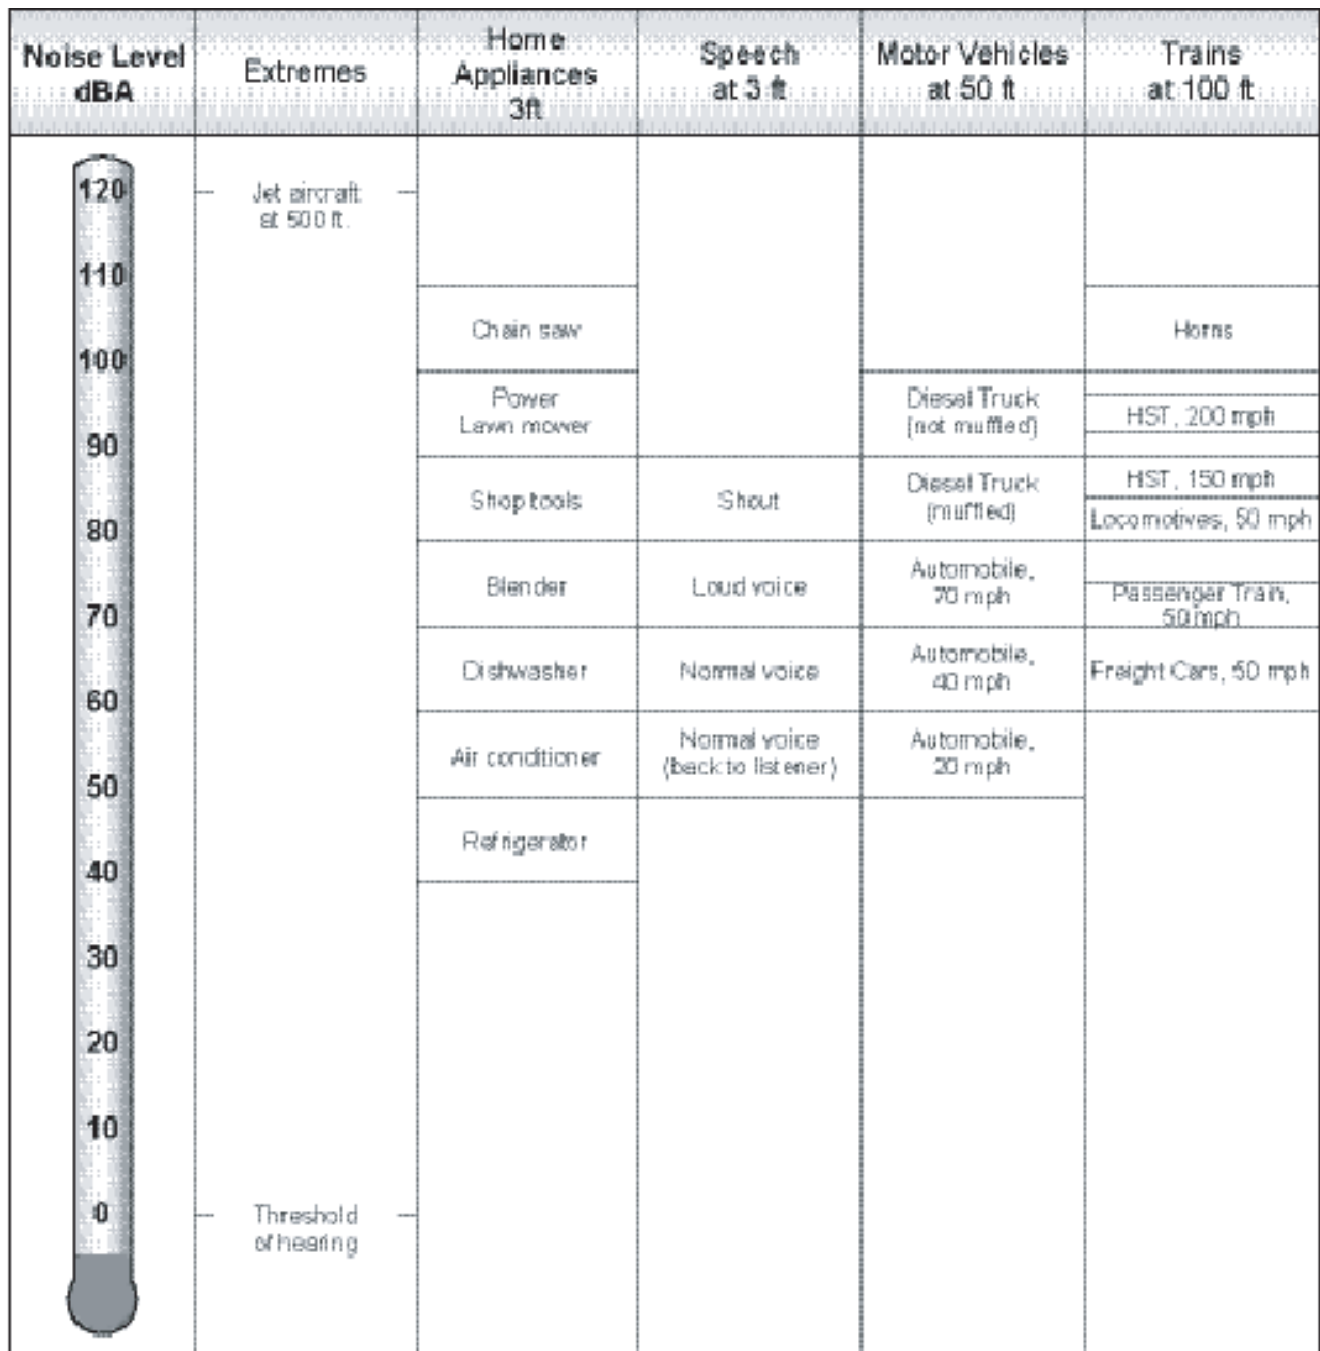 Noise Level
dBA
Extremes
Home
Appliances
3ft
Speech
at 3 ft
Motor Vehicles
at 50 ft
Trains
at 100 ft
120
110
100
90
80
70
60
50
40
30
20
10
0
Jet aircraft
at 500 ft.
Threshold
of hearing
Chain saw
Power
Lawn mower
Shop tools
Blender
Dishwasher
Air conditioner
Refrigerator
Shout
Loud voice
Normal voice
Normal voice
(back to listener)
Diesel Truck
(not muffled)
Diesel Truck
(muffled)
Automobile,
70 mph
Automobile,
40 mph
Automobile,
20 mph
Horns
HST, 200 mph
HST, 150 mph
Locomotives, 50 mph
Passenger Train,
50 mph
Freight Cars, 50 mph